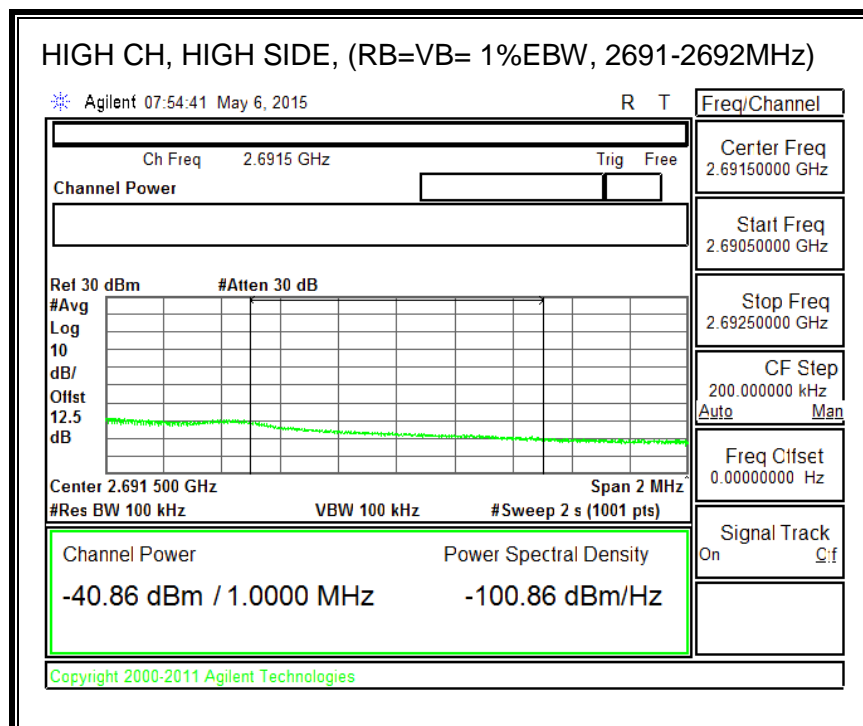 HIGH CH, HIGH SIDE, (RB=VB= 1%EBW, 2691-2692MHz)
Agilent 07:54:41 May 6, 2015 R T
Freq/Channel
Ch Freq 2.6915 GHz Trig Free
Channel Power
Center Freq
2.69150000 GHz
Start Freq
2.69050000 GHz
Stop Freq
2.69250000 GHz
CF Step
200.000000 kHz
Auto Man
Freq Offset
0.00000000 Hz
Signal Track
On Off
Ref 30 dBm #Atten 30 dB
#Avg
Log
10
dB/
Offst
12.5
dB
Center 2.691 500 GHz Span 2 MHz
#Res BW 100 kHz VBW 100 kHz #Sweep 2 s (1001 pts)
Channel Power Power Spectral Density
-40.86 dBm / 1.0000 MHz -100.86 dBm/Hz
Copyright 2000-2011 Agilent Technologies